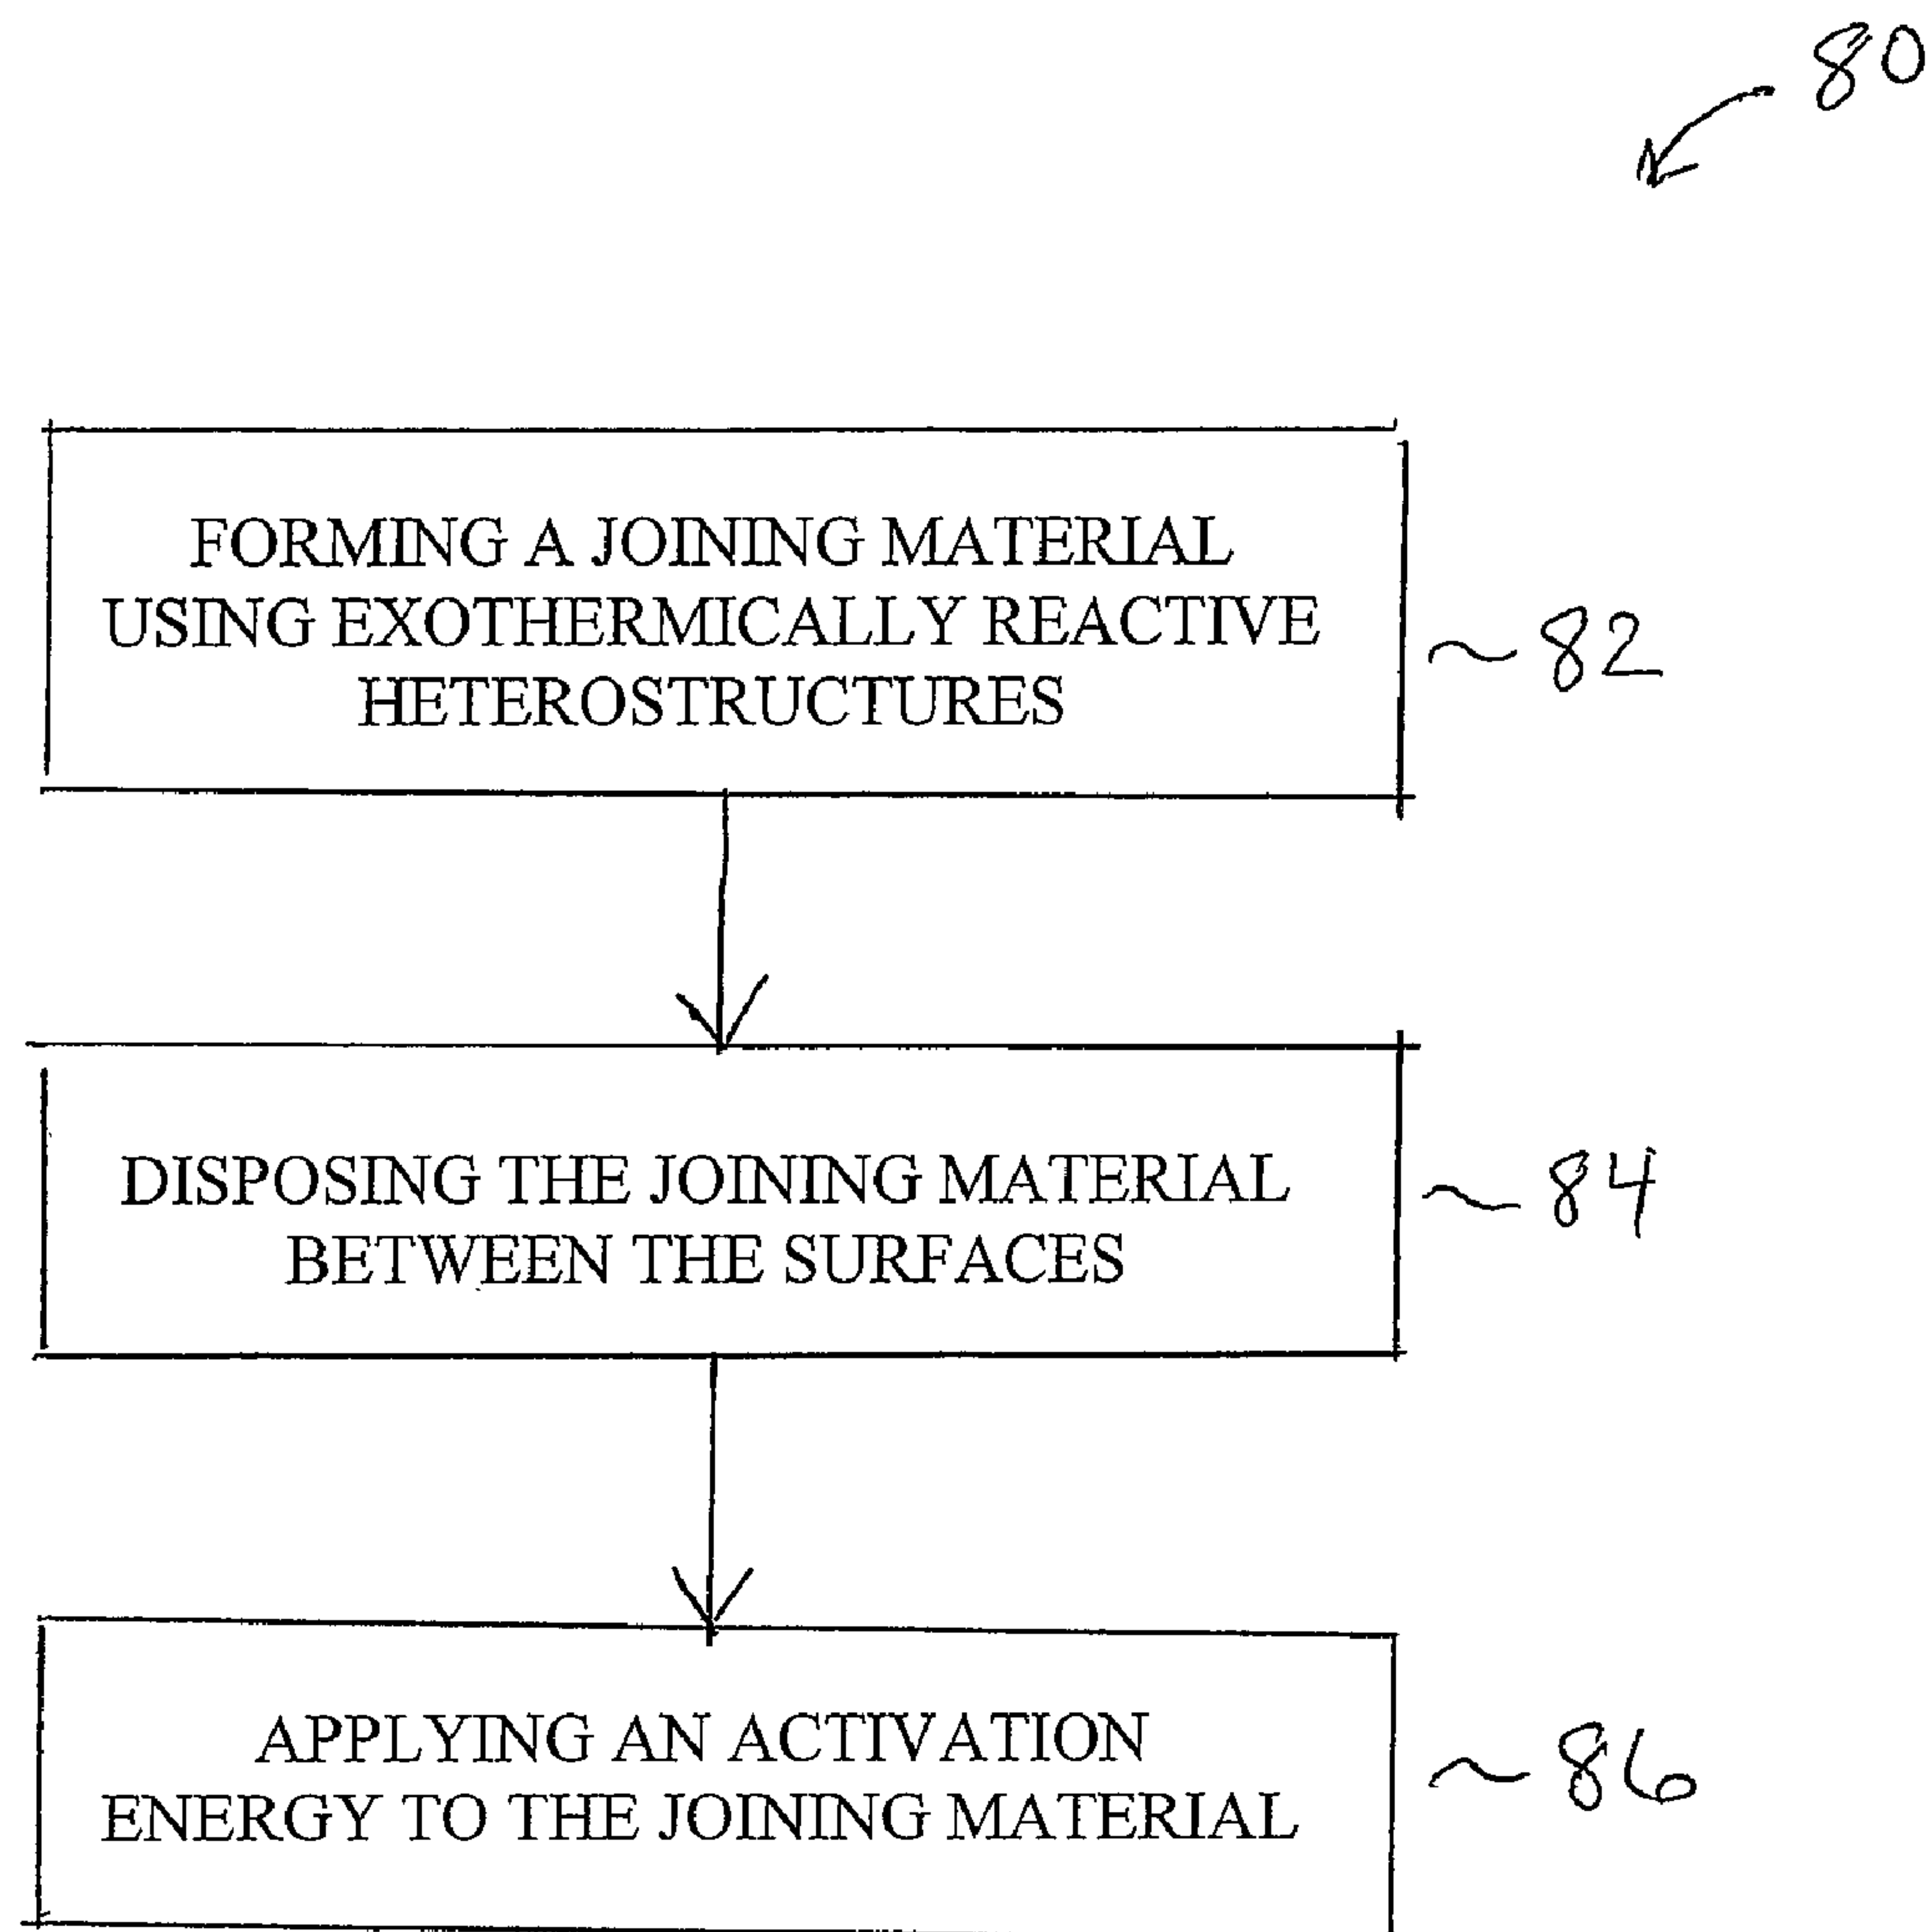 80
FORMING A JOINING MATERIAL
USING EXOTHERMICALLY REACTIVE
HETEROSTRUCTURES
~82
DISPOSING THE JOINING MATERIAL
BETWEEN THE SURFACES
~84
APPLYING AN ACTIVATION
ENERGY TO THE JOINING MATERIAL
~86